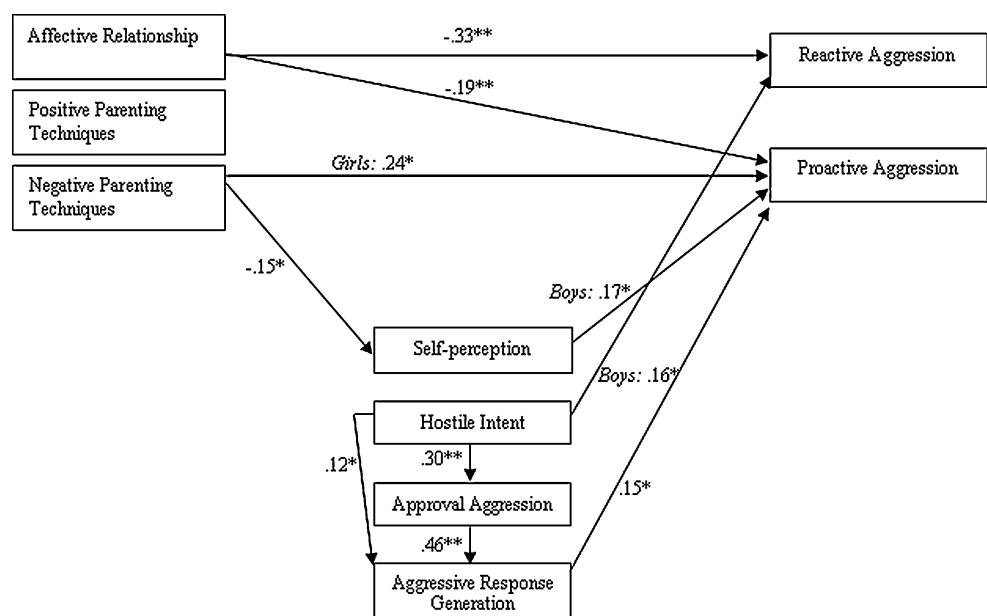 Affective Relationship
-.33**
Reactive Aggression
-.19**
Positive Parenting
Techniques
Girls: .24*
Proactive Aggression
Negative Parenting
Techniques
-.15*
Boys: .17*
Self-perception
Boys: .16*
Hostile Intent
.12*
.30**
.15*
Approval Aggression
.46**
Aggressive Response
Generation